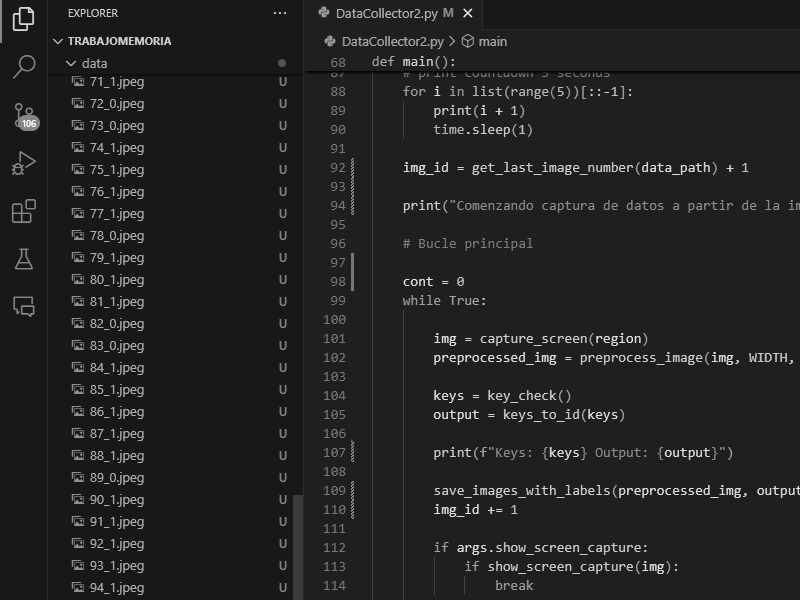 EXPLORER
TRABAJOMEMORIA
data
71_1.jpeg U
72_0.jpeg U
73_0.jpeg U
74_1.jpeg U
75_1.jpeg U
76_1.jpeg U
77_1.jpeg U
78_0.jpeg U
79_1.jpeg U
80_1.jpeg U
81_1.jpeg U
82_0.jpeg U
83_0.jpeg U
84_1.jpeg U
85_1.jpeg U
86_1.jpeg U
87_1.jpeg U
88_1.jpeg U
89_0.jpeg U
90_1.jpeg U
91_1.jpeg U
92_1.jpeg U
93_1.jpeg U
94_1.jpeg U
106
DataCollector2.py M
DataCollector2.py > main
68 def main():
87 # print countdown 5 seconds
88 for i in list(range(5))[::-1]:
89 print(i + 1)
90 time.sleep(1)
91
92 img_id = get_last_image_number(data_path) + 1
93
94 print("Comenzando captura de datos a partir de la im
95
96 # Bucle principal
97
98 cont = 0
99 while True:
100
101 img = capture_screen(region)
102 preprocessed_img = preprocess_image(img, WIDTH,
103
104 keys = key_check()
105 output = keys_to_id(keys)
106
107 print(f"Keys: {keys} Output: {output}")
108
109 save_images_with_labels(preprocessed_img, output
110 img_id += 1
111
112 if args.show_screen_capture:
113 if show_screen_capture(img):
114 break